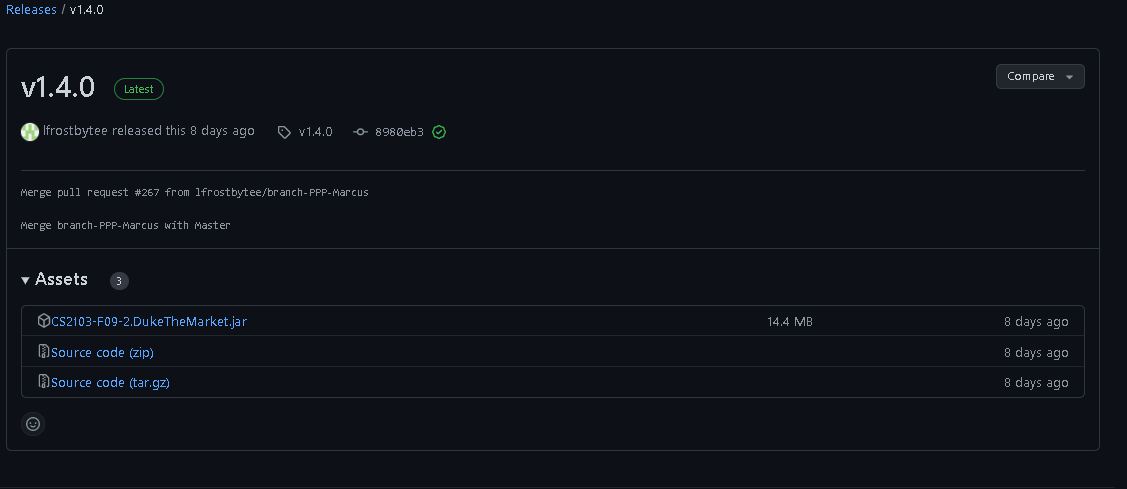 Releases / v1.4.0
v1.4.0 Latest
Compare
lfrostbytee released this 8 days ago v1.4.0 8980eb3
Merge pull request #267 from lfrostbytee/branch-PPP-Marcus
Merge branch-PPP-Marcus with Master
Assets 3
CS2103-F09-2.DukeTheMarket.jar 14.4 MB 8 days ago
Source code (zip) 8 days ago
Source code (tar.gz) 8 days ago